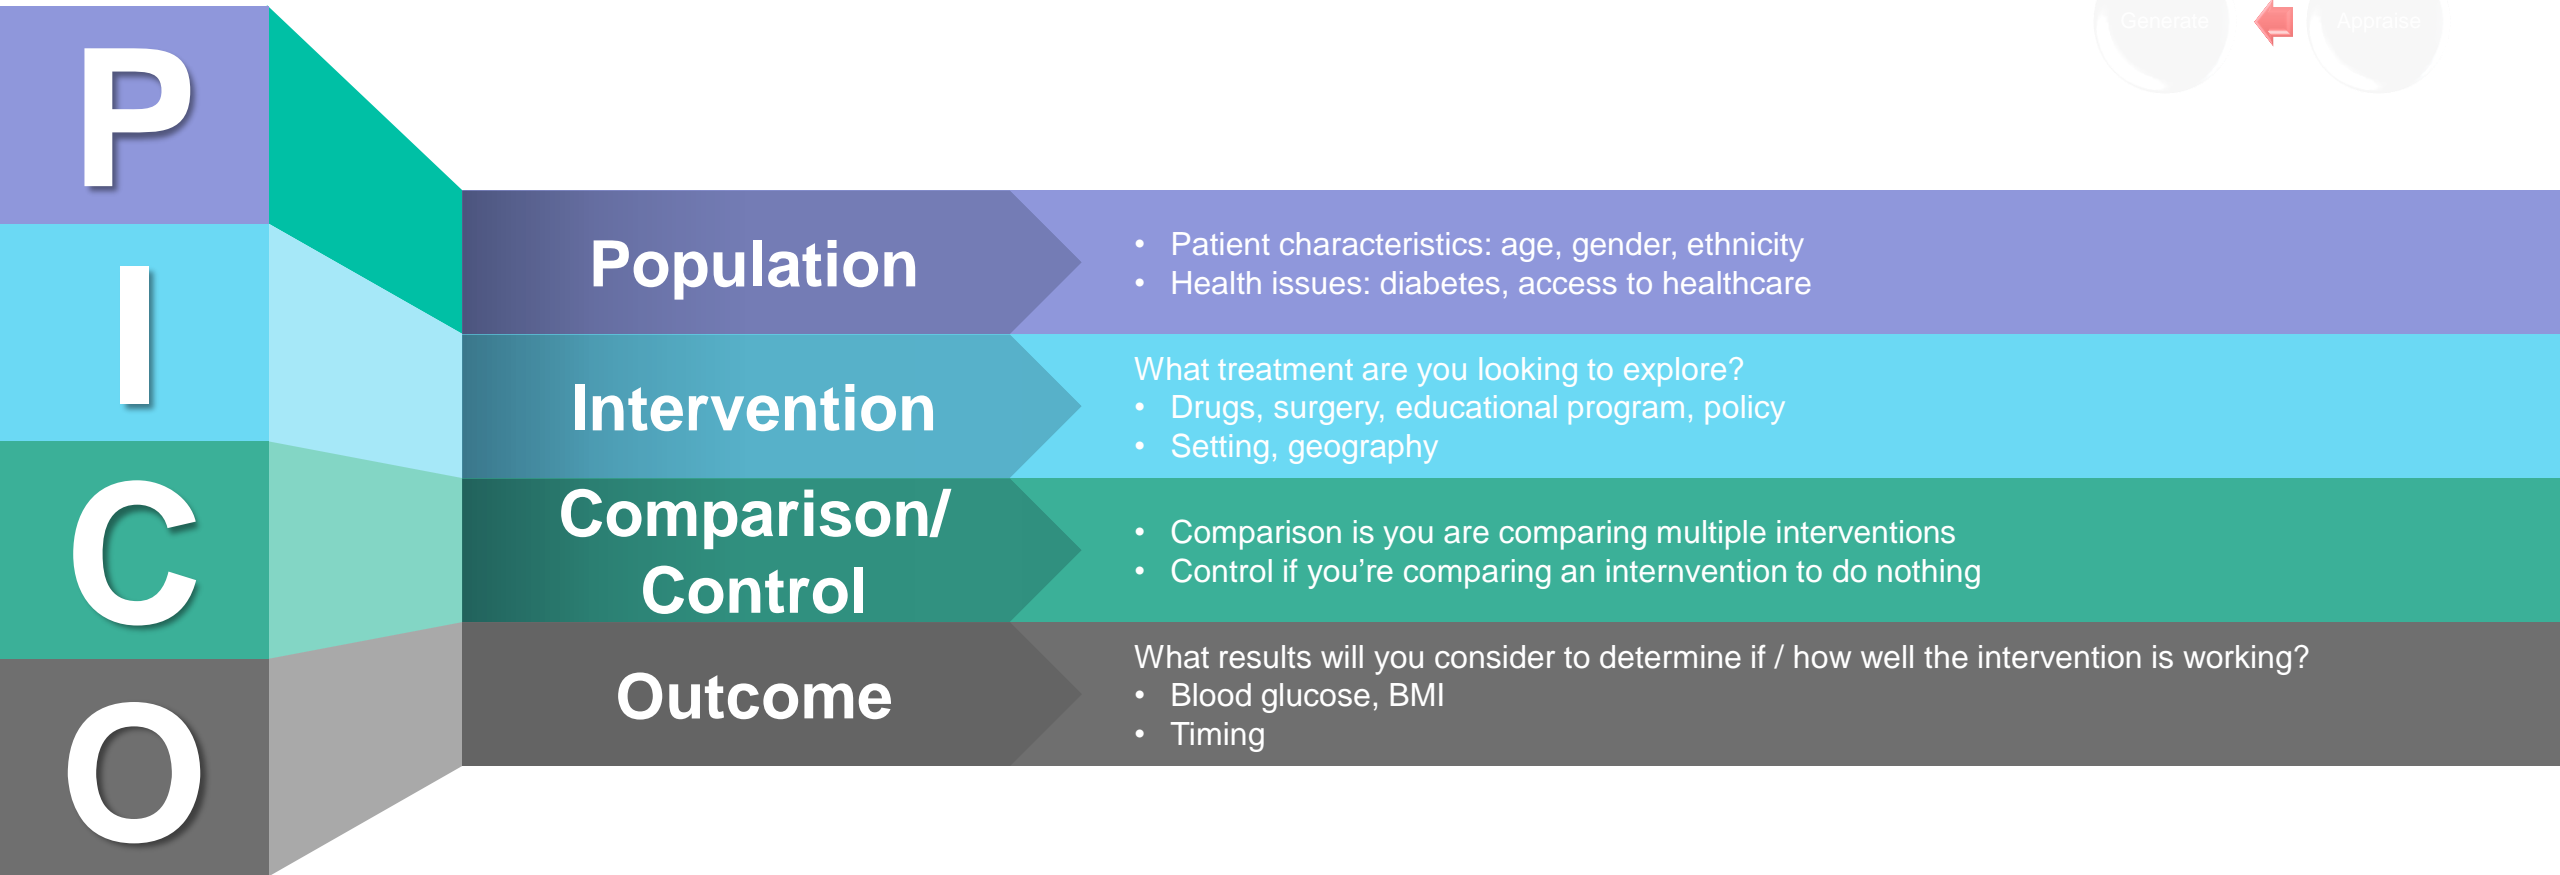 Generate
Appraise
P
I
C
O
Population
• Patient characteristics: age, gender, ethnicity
• Health issues: diabetes, access to healthcare
Intervention
What treatment are you looking to explore?
• Drugs, surgery, educational program, policy
• Setting, geography
Comparison/
Control
• Comparison is you are comparing multiple interventions
• Control if you’re comparing an internvention to do nothing
Outcome
What results will you consider to determine if / how well the intervention is working?
• Blood glucose, BMI
• Timing